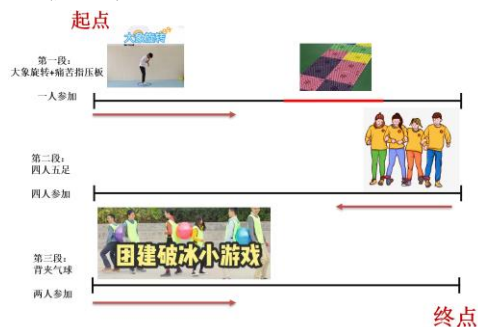 起点
大象旋转
第一段：
大象旋转+痛苦指压板
一人参加
第二段：
四人五足
四人参加
团建破冰小游戏
第三段：
背夹气球
两人参加
终点